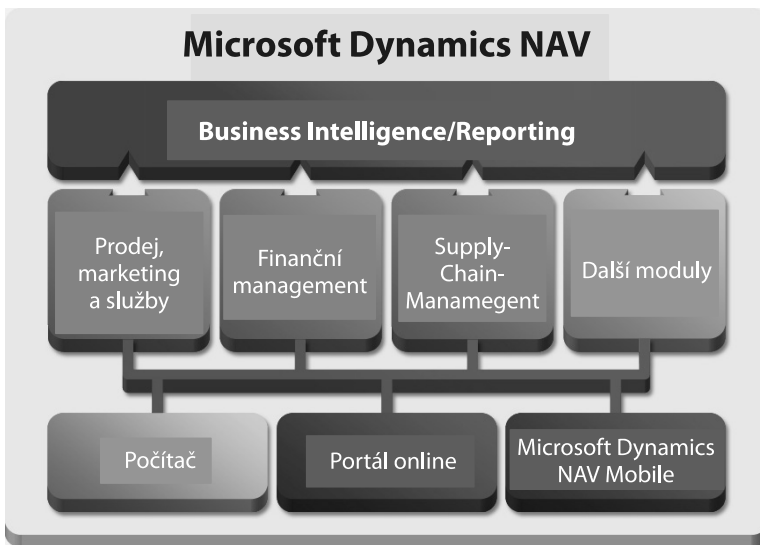 Microsoft Dynamics NAV
Business Intelligence/Reporting
Prodej,
marketing
a služby
Finanční
management
Supply-
Chain-
Manamegent
Další moduly
Počítač
Portál online
Microsoft Dynamics
NAV Mobile